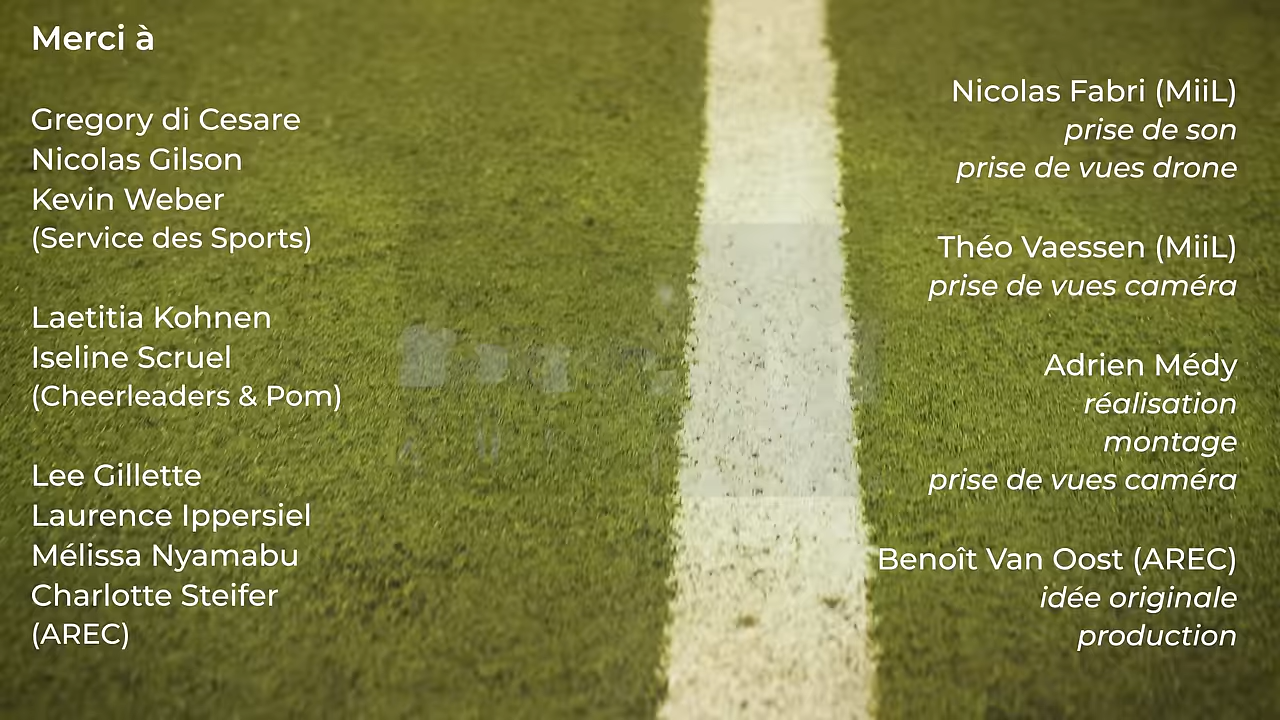 Merci à
Gregory di Cesare
Nicolas Gilson
Kevin Weber
(Service des Sports)
Laetitia Kohnen
Iseline Scruel
(Cheerleaders & Pom)
Lee Gillette
Laurence Ippersiel
Mélissa Nyamabu
Charlotte Steifer
(AREC)
Nicolas Fabri (MiiL)
prise de son
prise de vues drone
Théo Vaessen (MiiL)
prise de vues caméra
Adrien Médy
réalisation
montage
prise de vues caméra
Benoît Van Oost (AREC)
idée originale
production